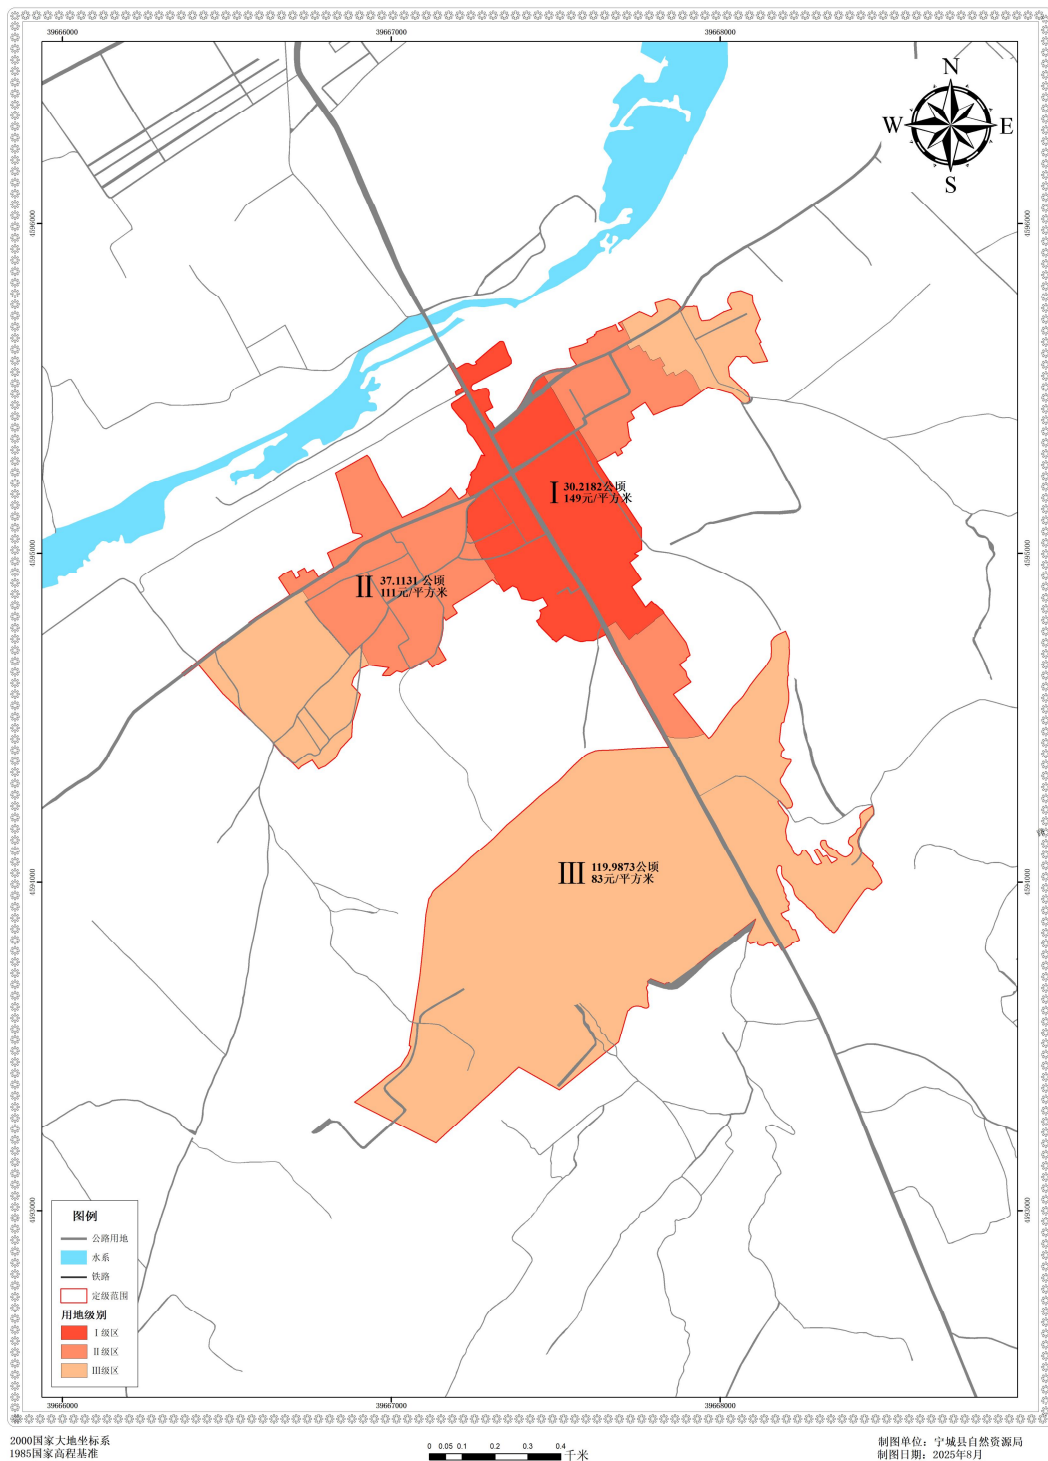 39666000
39667000
39668000
N
W
E
S
4596000
4596000
I
30.2182公顷
149元/平方米
4595000
4595000
II
37.1131 公顷
111元/平方米
III
119.9873公顷
83元/平方米
4594000
4594000
4593000
4593000
图例
公路用地
水系
铁路
定级范围
用地级别
I 级区
II级区
III级区
39666000
39667000
39668000
2000国家大地坐标系
1985国家高程基准
0 0.05 0.1 0.2 0.3 0.4
千米
制图单位：宁城县自然资源局
制图日期：2025年8月